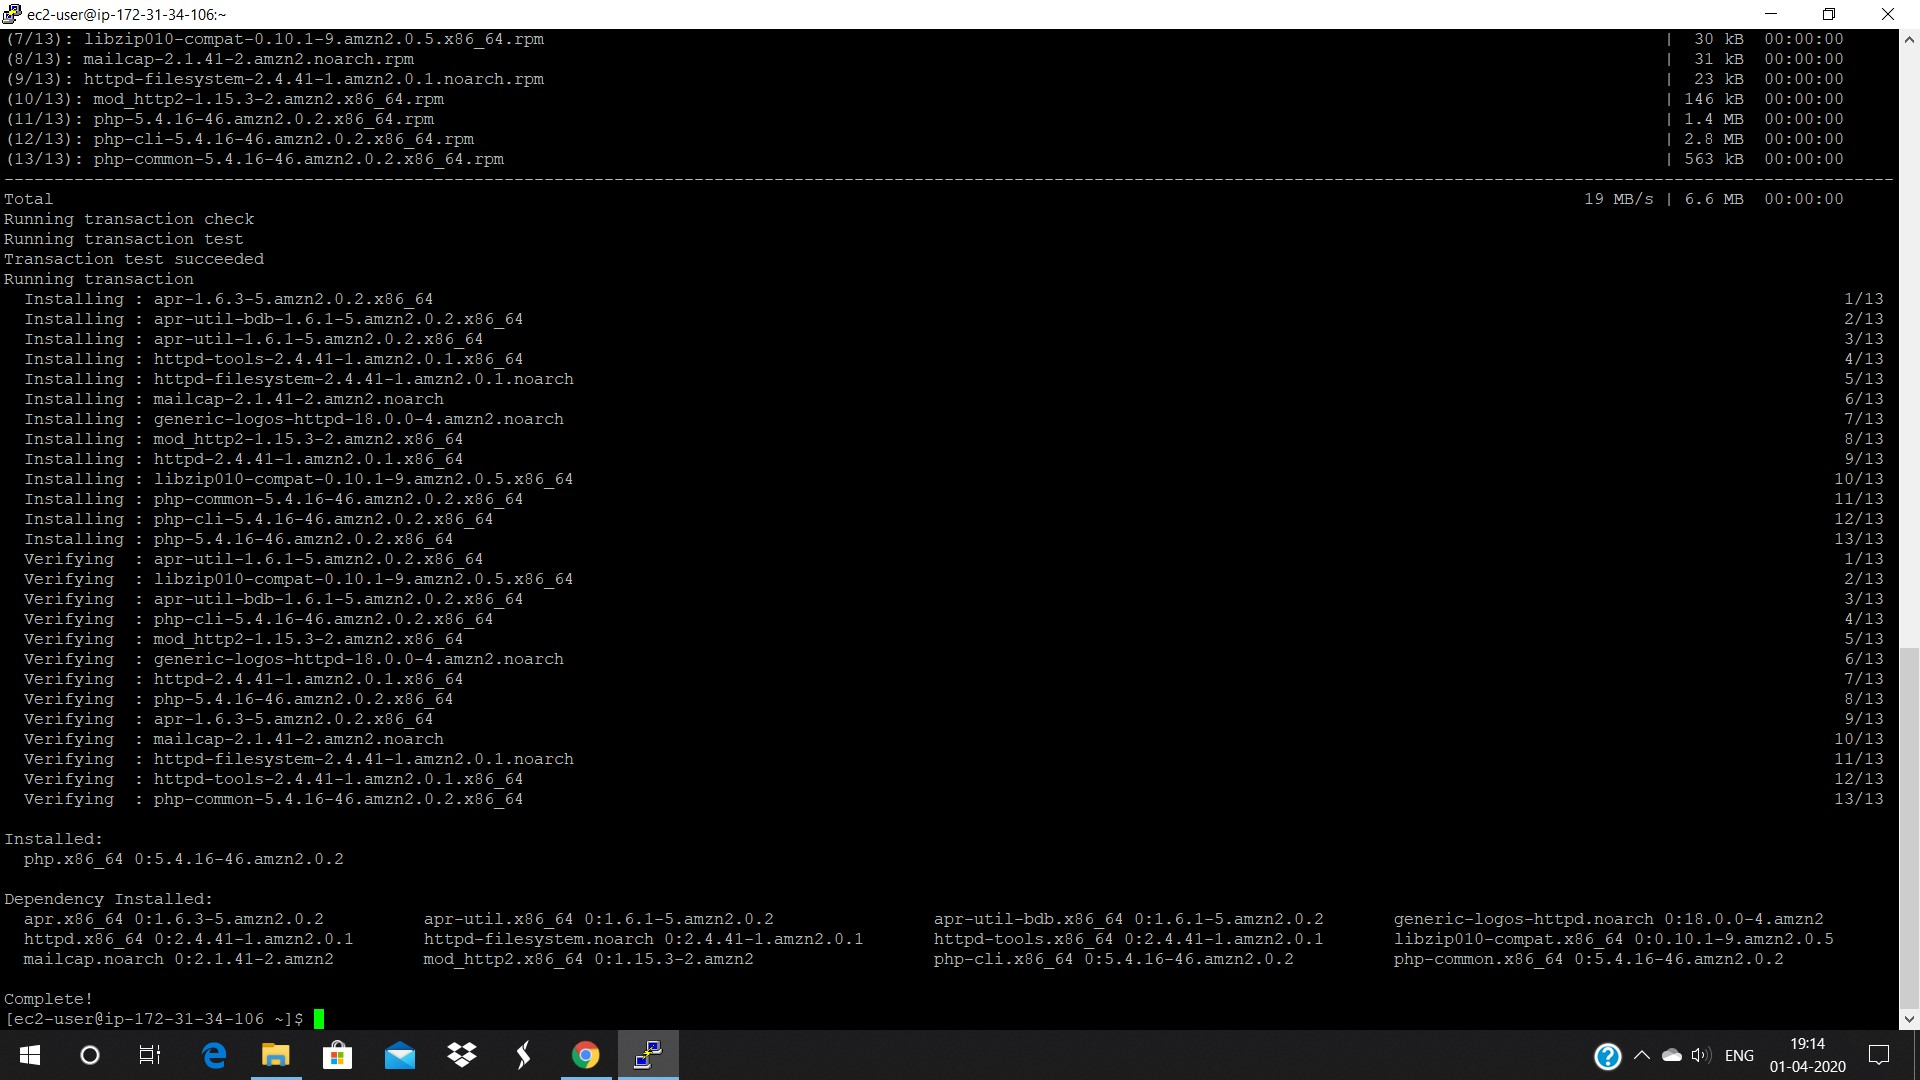 ec2-user@ip-172-31-34-106:~
(7/13): libzip010-compat-0.10.1-9.amzn2.0.5.x86_64.rpm | 30 kB 00:00:00
(8/13): mailcap-2.1.41-2.amzn2.noarch.rpm | 31 kB 00:00:00
(9/13): httpd-filesystem-2.4.41-1.amzn2.0.1.noarch.rpm | 23 kB 00:00:00
(10/13): mod_http2-1.15.3-2.amzn2.x86_64.rpm | 146 kB 00:00:00
(11/13): php-5.4.16-46.amzn2.0.2.x86_64.rpm | 1.4 MB 00:00:00
(12/13): php-cli-5.4.16-46.amzn2.0.2.x86_64.rpm | 2.8 MB 00:00:00
(13/13): php-common-5.4.16-46.amzn2.0.2.x86_64.rpm | 563 kB 00:00:00
Total 19 MB/s | 6.6 MB 00:00:00
Running transaction check
Running transaction test
Transaction test succeeded
Running transaction
Installing : apr-1.6.3-5.amzn2.0.2.x86_64 1/13
Installing : apr-util-bdb-1.6.1-5.amzn2.0.2.x86_64 2/13
Installing : apr-util-1.6.1-5.amzn2.0.2.x86_64 3/13
Installing : httpd-tools-2.4.41-1.amzn2.0.1.x86_64 4/13
Installing : httpd-filesystem-2.4.41-1.amzn2.0.1.noarch 5/13
Installing : mailcap-2.1.41-2.amzn2.noarch 6/13
Installing : generic-logos-httpd-18.0.0-4.amzn2.noarch 7/13
Installing : mod_http2-1.15.3-2.amzn2.x86_64 8/13
Installing : httpd-2.4.41-1.amzn2.0.1.x86_64 9/13
Installing : libzip010-compat-0.10.1-9.amzn2.0.5.x86_64 10/13
Installing : php-common-5.4.16-46.amzn2.0.2.x86_64 11/13
Installing : php-cli-5.4.16-46.amzn2.0.2.x86_64 12/13
Installing : php-5.4.16-46.amzn2.0.2.x86_64 13/13
Verifying : apr-util-1.6.1-5.amzn2.0.2.x86_64 1/13
Verifying : libzip010-compat-0.10.1-9.amzn2.0.5.x86_64 2/13
Verifying : apr-util-bdb-1.6.1-5.amzn2.0.2.x86_64 3/13
Verifying : php-cli-5.4.16-46.amzn2.0.2.x86_64 4/13
Verifying : mod_http2-1.15.3-2.amzn2.x86_64 5/13
Verifying : generic-logos-httpd-18.0.0-4.amzn2.noarch 6/13
Verifying : httpd-2.4.41-1.amzn2.0.1.x86_64 7/13
Verifying : php-5.4.16-46.amzn2.0.2.x86_64 8/13
Verifying : apr-1.6.3-5.amzn2.0.2.x86_64 9/13
Verifying : mailcap-2.1.41-2.amzn2.noarch 10/13
Verifying : httpd-filesystem-2.4.41-1.amzn2.0.1.noarch 11/13
Verifying : httpd-tools-2.4.41-1.amzn2.0.1.x86_64 12/13
Verifying : php-common-5.4.16-46.amzn2.0.2.x86_64 13/13
Installed:
php.x86_64 0:5.4.16-46.amzn2.0.2
Dependency Installed:
apr.x86_64 0:1.6.3-5.amzn2.0.2 apr-util.x86_64 0:1.6.1-5.amzn2.0.2 apr-util-bdb.x86_64 0:1.6.1-5.amzn2.0.2 generic-logos-httpd.noarch 0:18.0.0-4.amzn2
httpd.x86_64 0:2.4.41-1.amzn2.0.1 httpd-filesystem.noarch 0:2.4.41-1.amzn2.0.1 httpd-tools.x86_64 0:2.4.41-1.amzn2.0.1 libzip010-compat.x86_64 0:0.10.1-9.amzn2.0.5
mailcap.noarch 0:2.1.41-2.amzn2 mod_http2.x86_64 0:1.15.3-2.amzn2 php-cli.x86_64 0:5.4.16-46.amzn2.0.2 php-common.x86_64 0:5.4.16-46.amzn2.0.2
Complete!
[ec2-user@ip-172-31-34-106 ~]$
ENG
19:14
01-04-2020